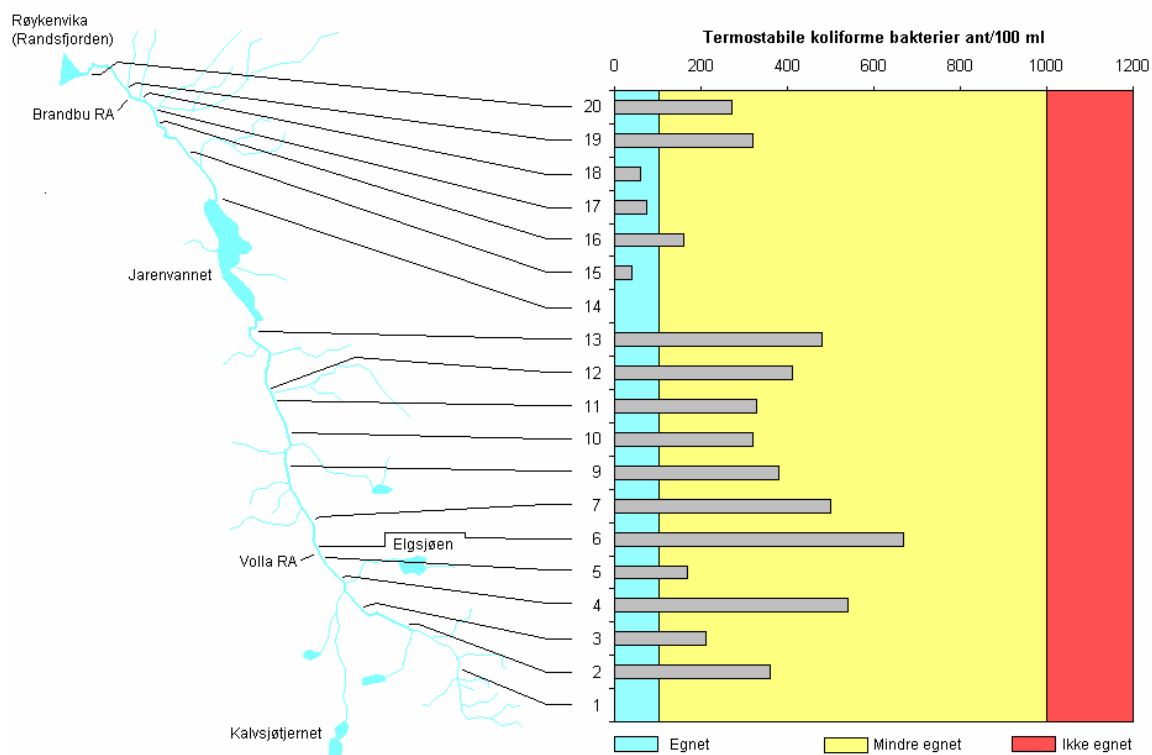 Røykenvika
(Randsfjorden)
Brandbu RA
Jarenvannet
Volla RA
Elgsjøen
Kalvsjøtjernet
Termostabile koliforme bakterier ant/100 ml
0 200 400 600 800 1000 1200
20
19
18
17
16
15
14
13
12
11
10
9
7
6
5
4
3
2
1
Egnet Mindre egnet Ikke egnet